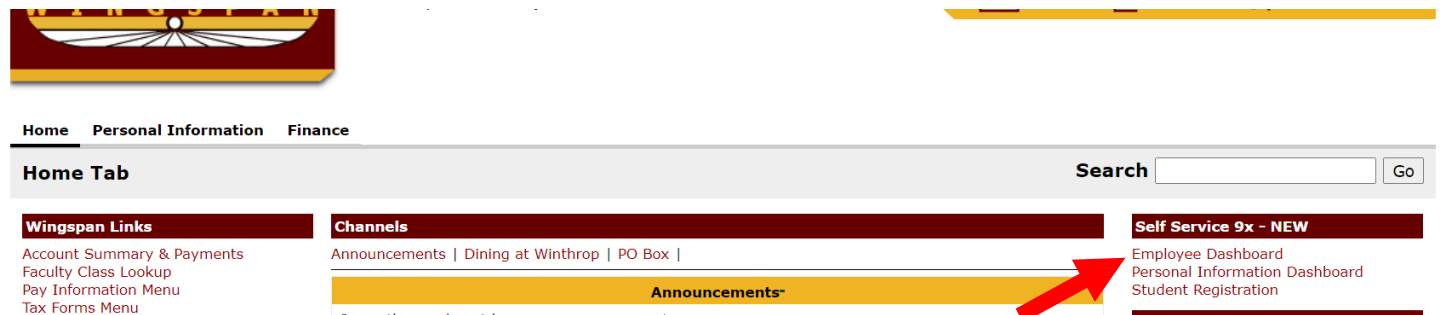 WINGSPAN
Home Personal Information Finance
Home Tab
Search Go
Wingspan Links
Account Summary & Payments
Faculty Class Lookup
Pay Information Menu
Tax Forms Menu
Channels
Announcements | Dining at Winthrop | PO Box |
Announcements-
Self Service 9x - NEW
Employee Dashboard
Personal Information Dashboard
Student Registration